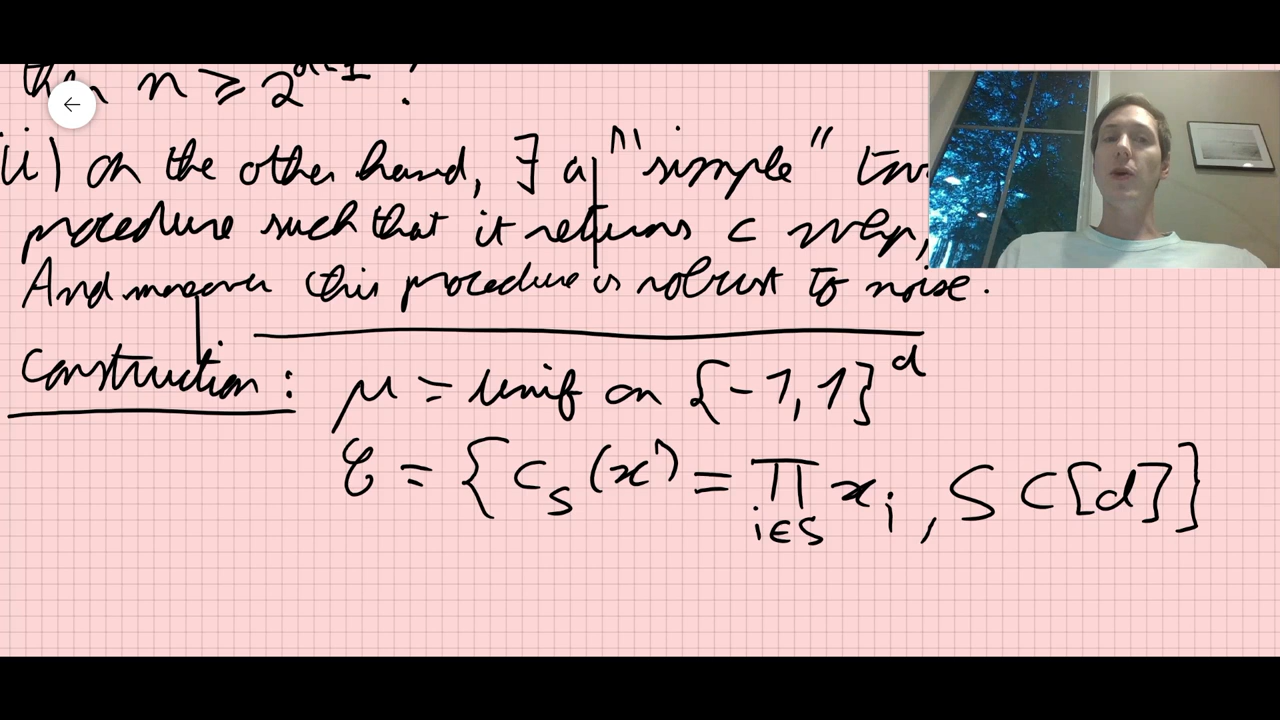 then n ⩾ 2^{d-1} !
(ii) on the other hand, ∃ a "simple"
procedure such that it returns c whp,
And moreover this procedure is robust to noise.
Construction : μ = unif on {-1,1}^d
𝒞 = { c_S(x) = ∏_{i∈S} x_i , S ⊂ [d] }